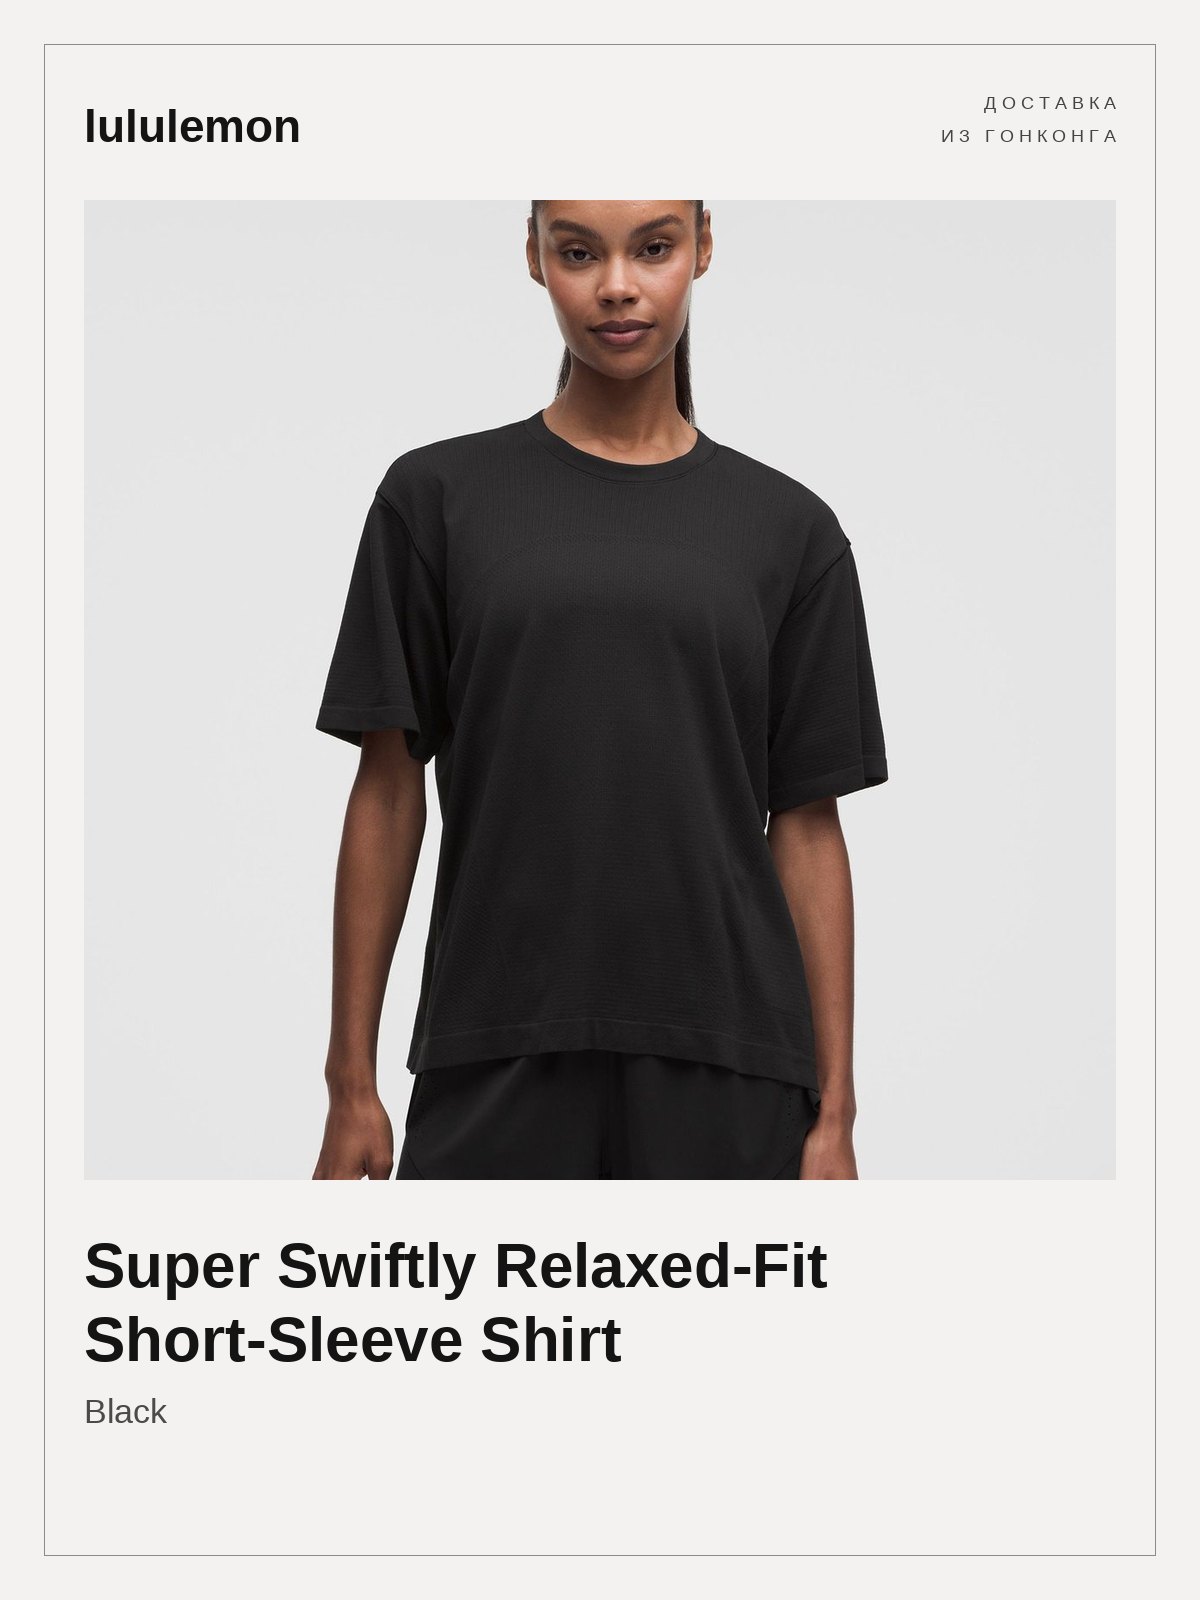 lululemon
ДОСТАВКА
ИЗ ГОНКОНГА
Super Swiftly Relaxed-Fit
Short-Sleeve Shirt
Black